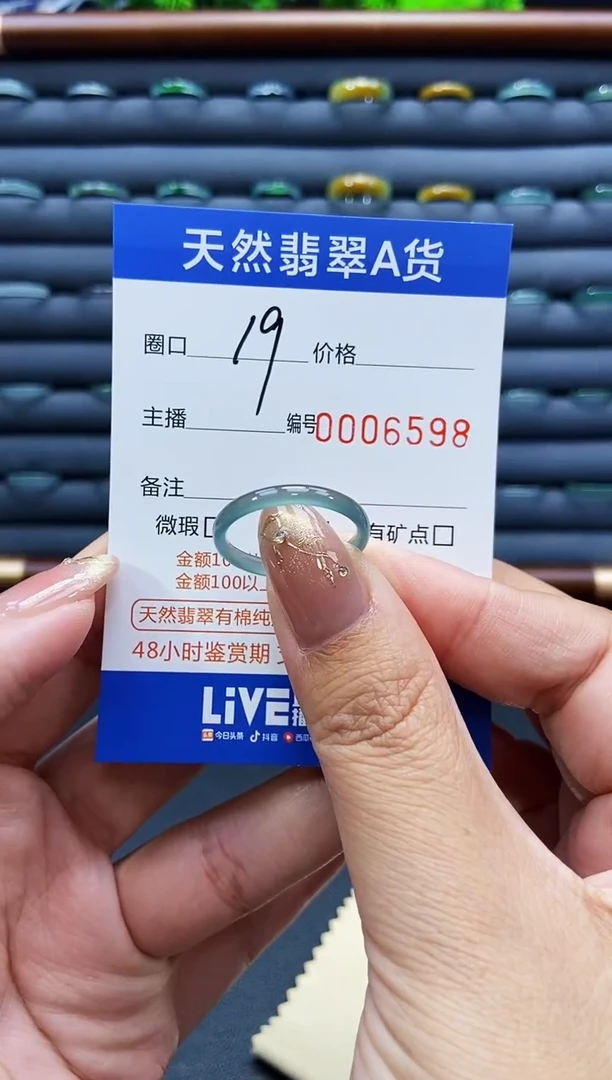 天然翡翠A货
圈口 19 价格
主播 编号0006598
备注
微瑕 有矿点
金额10
金额100以
天然翡翠有棉纯
48小时鉴赏期
LIVE
今日头条 抖音 西瓜